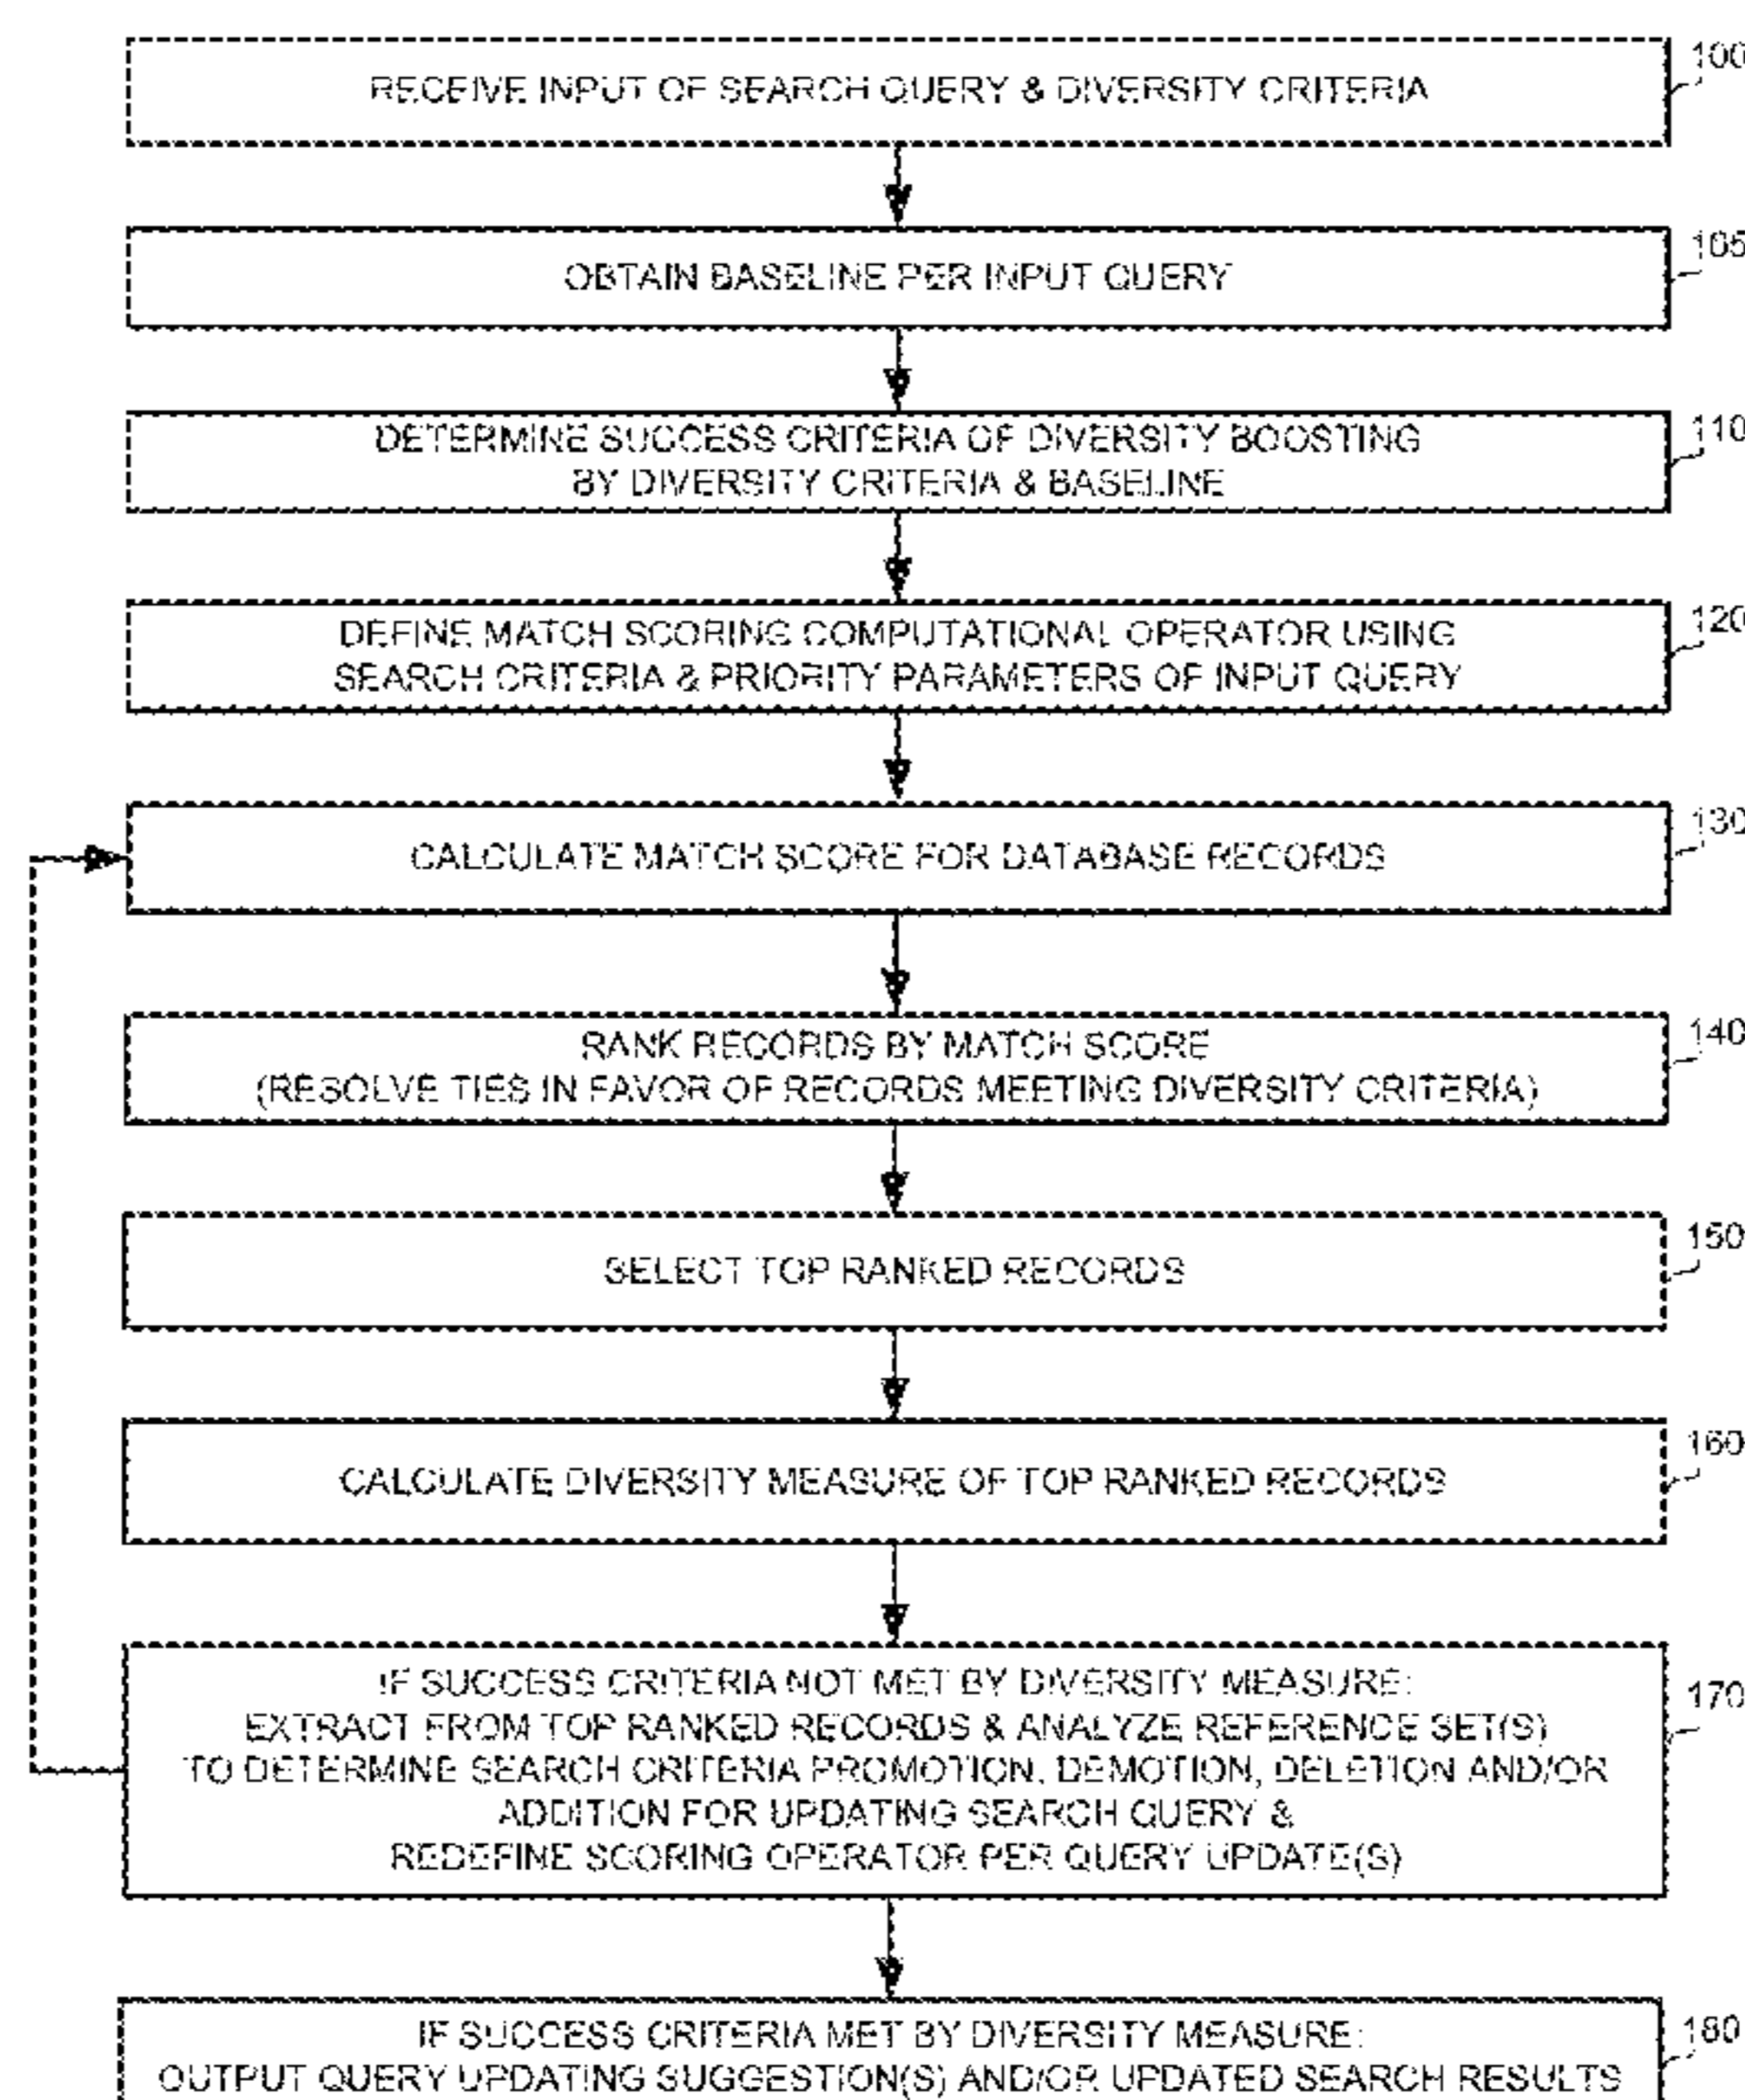 100
RECEIVE INPUT OF SEARCH QUERY & DIVERSITY CRITERIA
105
OBTAIN BASELINE PER INPUT QUERY
110
DETERMINE SUCCESS CRITERIA OF DIVERSITY BOOSTING
BY DIVERSITY CRITERIA & BASELINE
120
DEFINE MATCH SCORING COMPUTATIONAL OPERATOR USING
SEARCH CRITERIA & PRIORITY PARAMETERS OF INPUT QUERY
130
CALCULATE MATCH SCORE FOR DATABASE RECORDS
140
RANK RECORDS BY MATCH SCORE
(RESOLVE TIES IN FAVOR OF RECORDS MEETING DIVERSITY CRITERIA)
150
SELECT TOP RANKED RECORDS
160
CALCULATE DIVERSITY MEASURE OF TOP RANKED RECORDS
170
IF SUCCESS CRITERIA NOT MET BY DIVERSITY MEASURE:
EXTRACT FROM TOP RANKED RECORDS & ANALYZE REFERENCE SET(S)
TO DETERMINE SEARCH CRITERIA PROMOTION, DEMOTION, DELETION AND/OR
ADDITION FOR UPDATING SEARCH QUERY &
REDEFINE SCORING OPERATOR PER QUERY UPDATE(S)
180
IF SUCCESS CRITERIA MET BY DIVERSITY MEASURE:
OUTPUT QUERY UPDATING SUGGESTION(S) AND/OR UPDATED SEARCH RESULTS